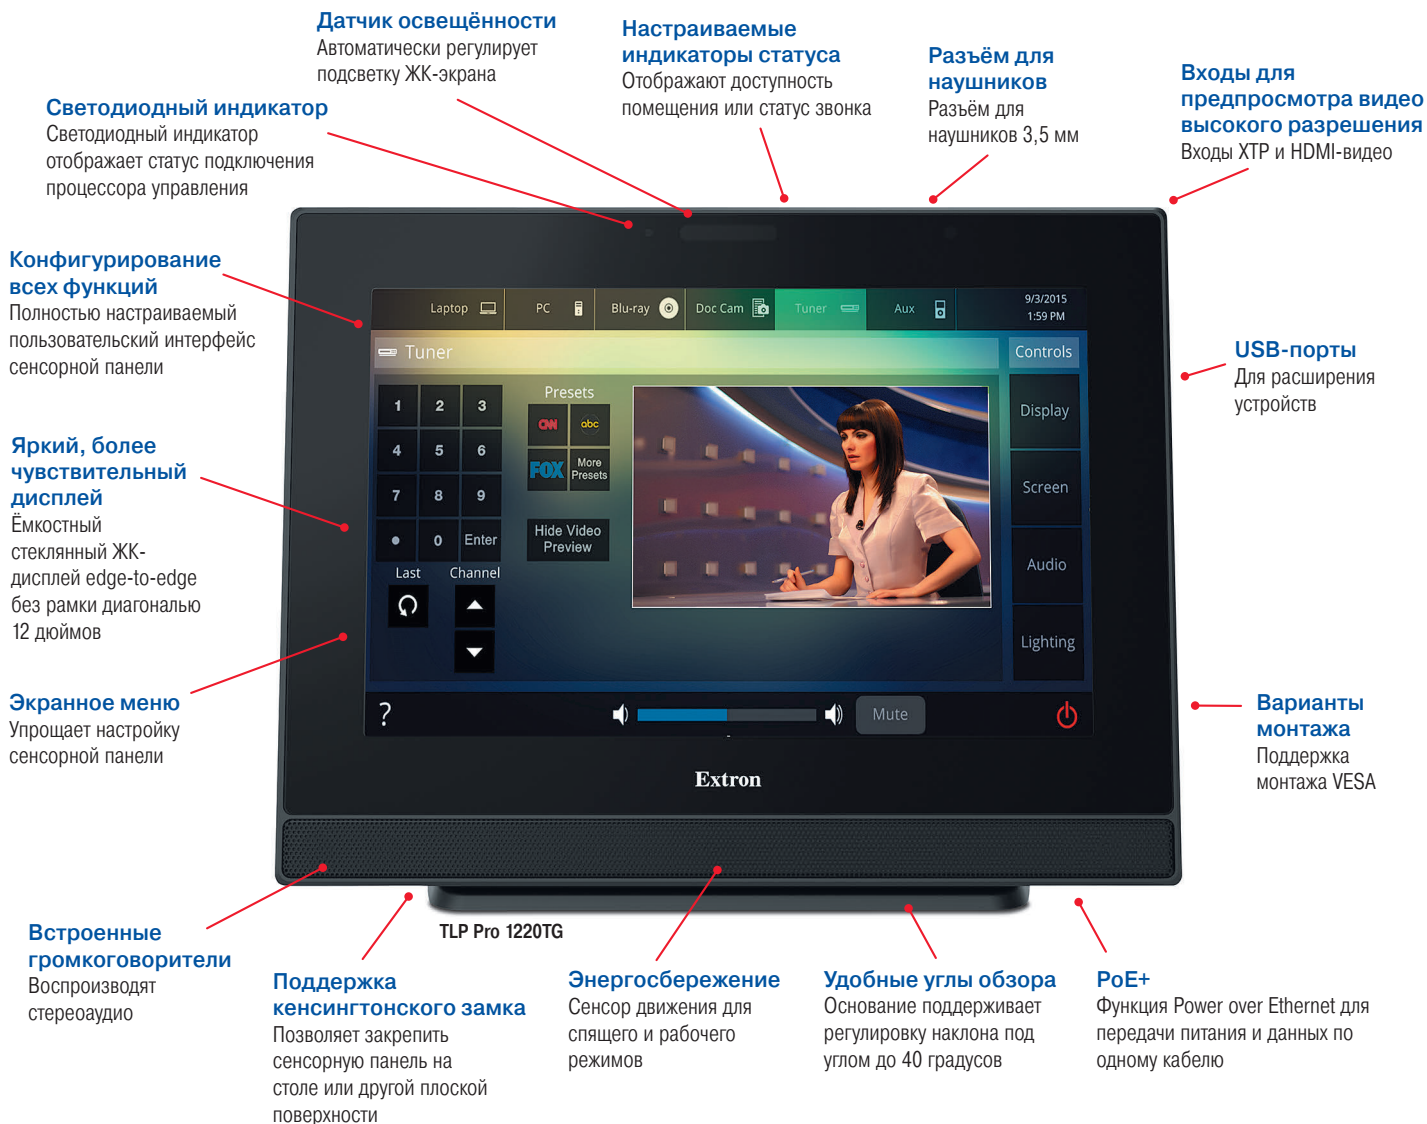 Датчик освещённости
Автоматически регулирует
подсветку ЖК-экрана
Настраиваемые
индикаторы статуса
Отображают доступность
помещения или статус звонка
Разъём для
наушников
Разъём для
наушников 3,5 мм
Входы для
предпросмотра видео
высокого разрешения
Входы XTP и HDMI-видео
Светодиодный индикатор
Светодиодный индикатор
отображает статус подключения
процессора управления
Конфигурирование
всех функций
Полностью настраиваемый
пользовательский интерфейс
сенсорной панели
Яркий, более
чувствительный
дисплей
Ёмкостный
стеклянный ЖК-
дисплей edge-to-edge
без рамки диагональю
12 дюймов
Экранное меню
Упрощает настройку
сенсорной панели
Laptop
PC
Blu-ray
Doc Cam
Tuner
Aux
9/3/2015
1:59 PM
Tuner
Controls
1 2 3
4 5 6
7 8 9
• 0 Enter
Last
Channel
Presets
CNN
abc
FOX
More
Presets
Hide Video
Preview
Display
Screen
Audio
Lighting
?
Mute
Extron
USB-порты
Для расширения
устройств
Варианты
монтажа
Поддержка
монтажа VESA
TLP Pro 1220TG
Встроенные
громкоговорители
Воспроизводят
стереоаудио
Поддержка
кенсингтонского замка
Позволяет закрепить
сенсорную панель на
столе или другой плоской
поверхности
Энергосбережение
Сенсор движения для
спящего и рабочего
режимов
Удобные углы обзора
Основание поддерживает
регулировку наклона под
углом до 40 градусов
PoE+
Функция Power over Ethernet для
передачи питания и данных по
одному кабелю